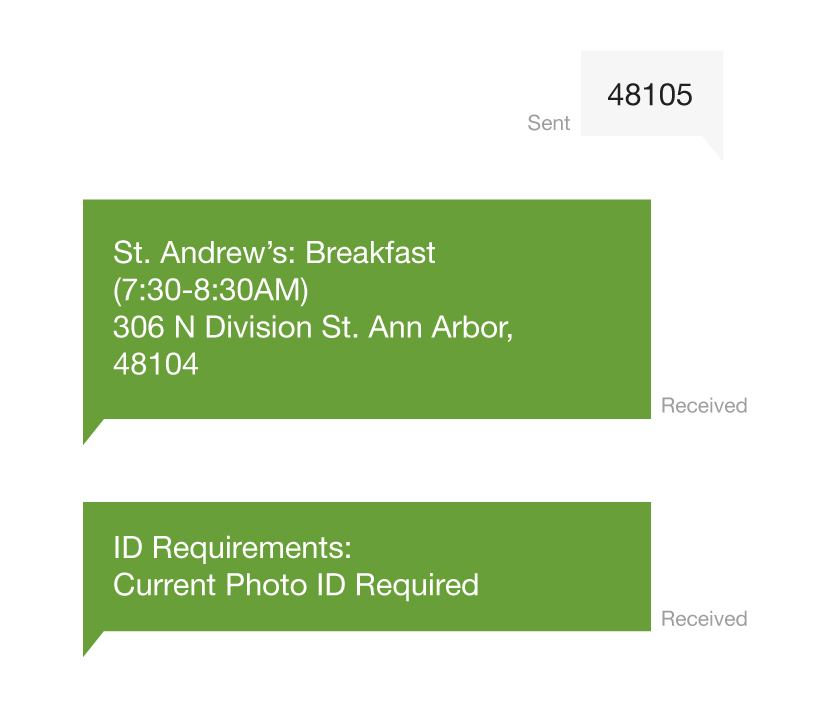 48105
Sent
St. Andrew’s: Breakfast
(7:30-8:30AM)
306 N Division St. Ann Arbor,
48104
Received
ID Requirements:
Current Photo ID Required
Received